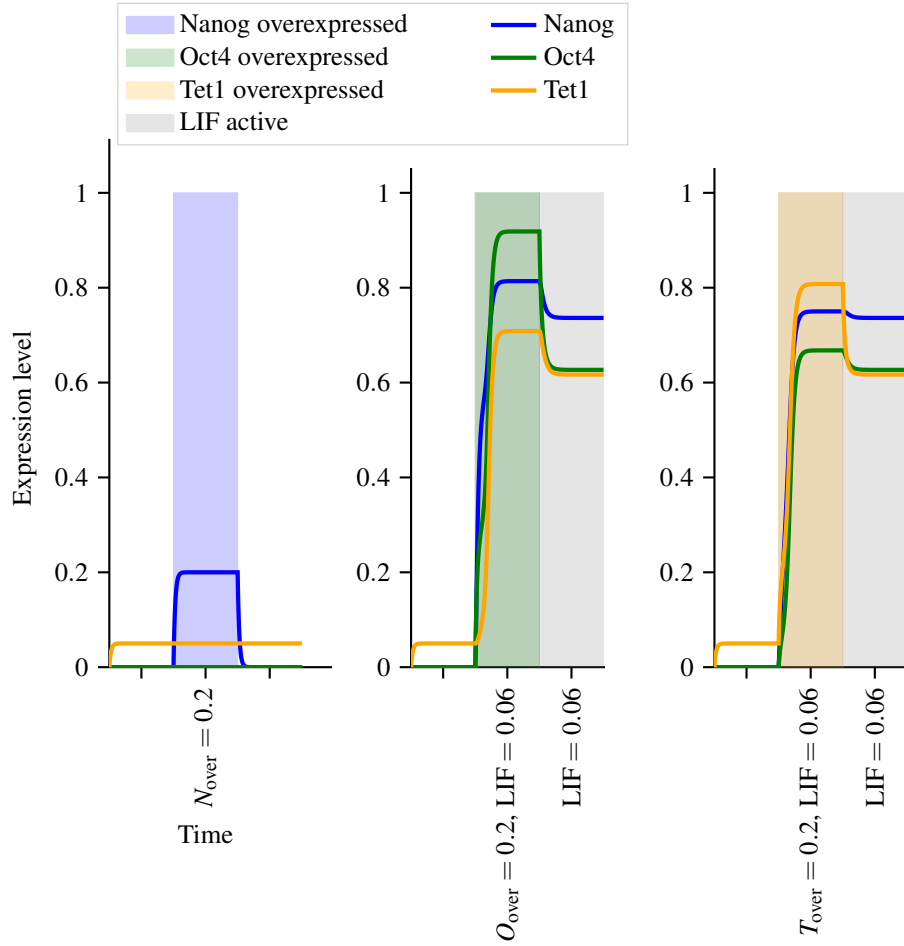 Nanog overexpressed
Oct4 overexpressed
Tet1 overexpressed
LIF active
Nanog
Oct4
Tet1
Expression level
1
0.8
0.6
0.4
0.2
0
N_over = 0.2
Time
1
0.8
0.6
0.4
0.2
0
O_over = 0.2, LIF = 0.06
LIF = 0.06
1
0.8
0.6
0.4
0.2
0
T_over = 0.2, LIF = 0.06
LIF = 0.06